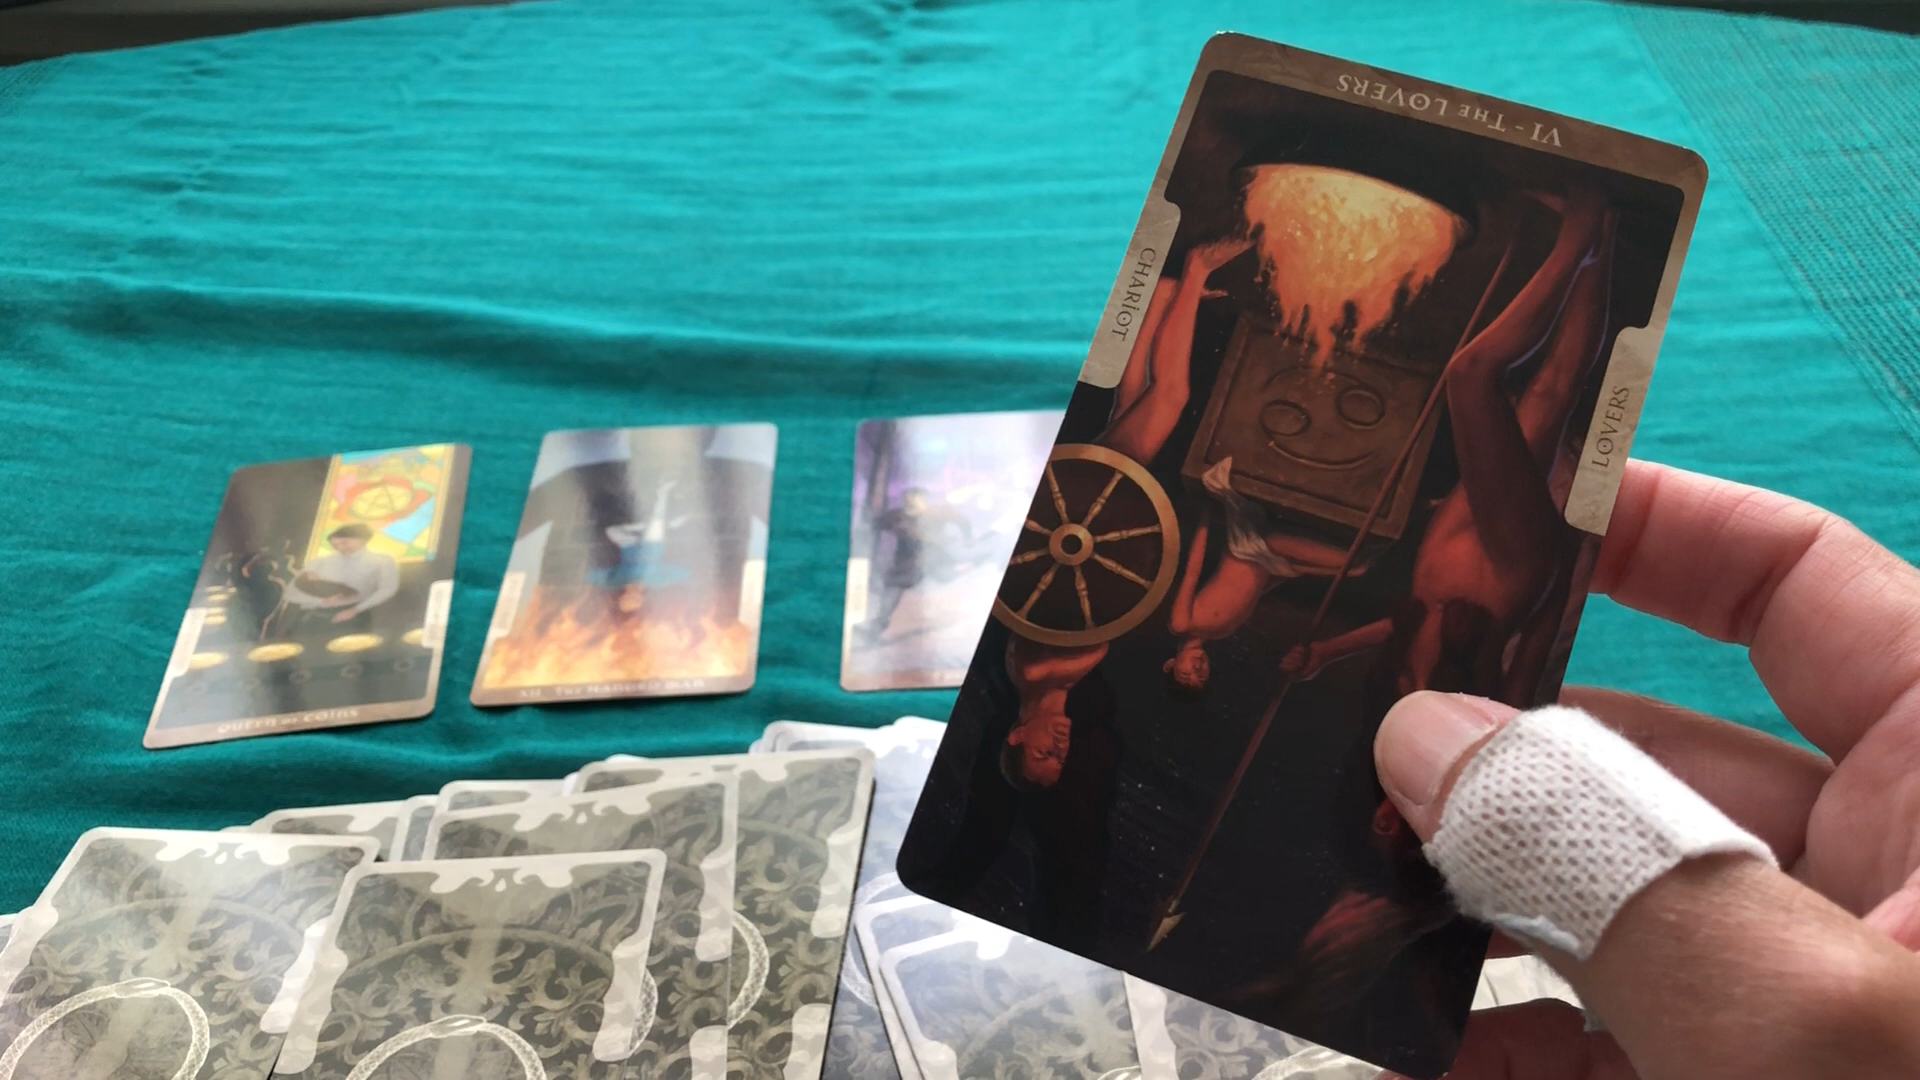 VI - THE LOVERS
CHARIOT
LOVERS
QUEEN OF COINS
XII - THE HANGED MAN